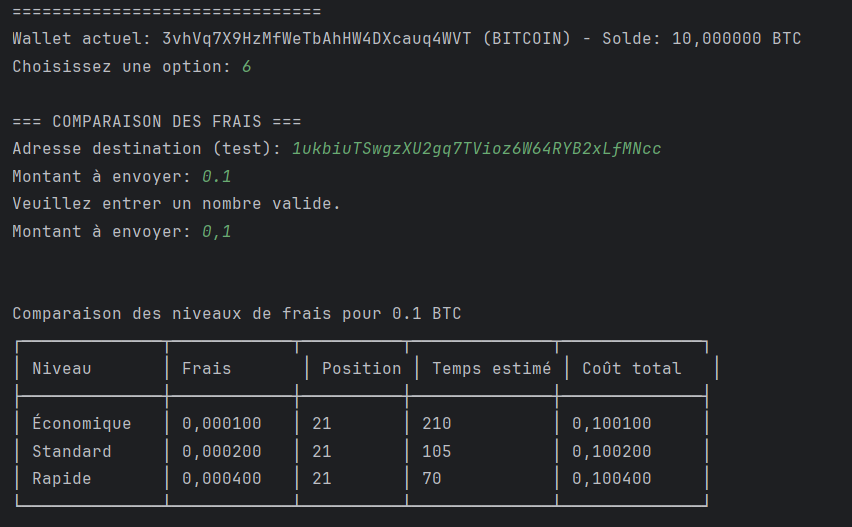 ===============================
Wallet actuel: 3vhVq7X9HzMfWeTbAhHW4DXcauq4WVT (BITCOIN) - Solde: 10,000000 BTC
Choisissez une option: 6
=== COMPARAISON DES FRAIS ===
Adresse destination (test): 1ukbiuTSwgzXU2gq7TVioz6W64RYB2xLfMNcc
Montant à envoyer: 0.1
Veuillez entrer un nombre valide.
Montant à envoyer: 0,1
Comparaison des niveaux de frais pour 0.1 BTC
Niveau Frais Position Temps estimé Coût total
Économique 0,000100 21 210 0,100100
Standard 0,000200 21 105 0,100200
Rapide 0,000400 21 70 0,100400